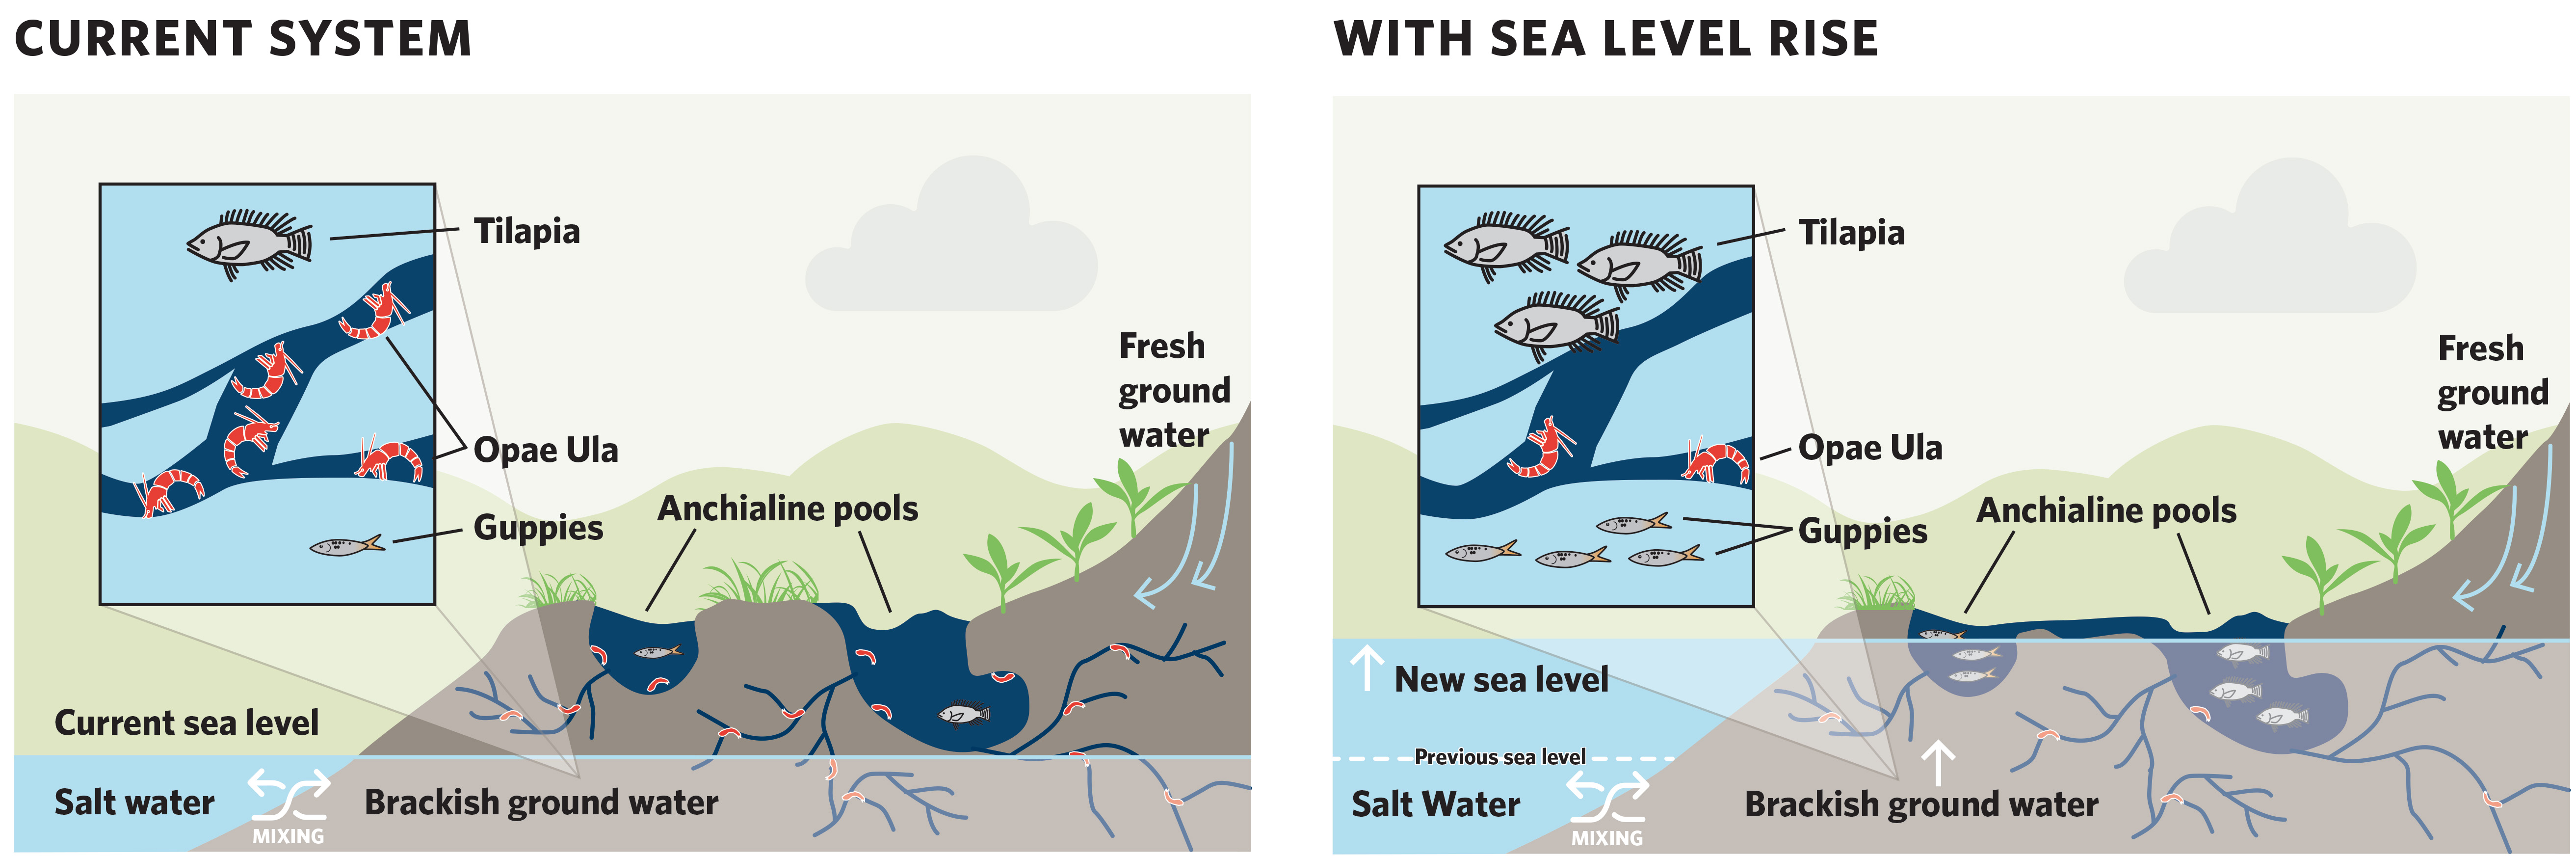 CURRENT SYSTEM
Tilapia
Opae Ula
Guppies
Anchialine pools
Fresh
ground
water
Current sea level
Salt water
MIXING
Brackish ground water
WITH SEA LEVEL RISE
Tilapia
Opae Ula
Guppies
Anchialine pools
Fresh
ground
water
New sea level
Previous sea level
Salt Water
MIXING
Brackish ground water